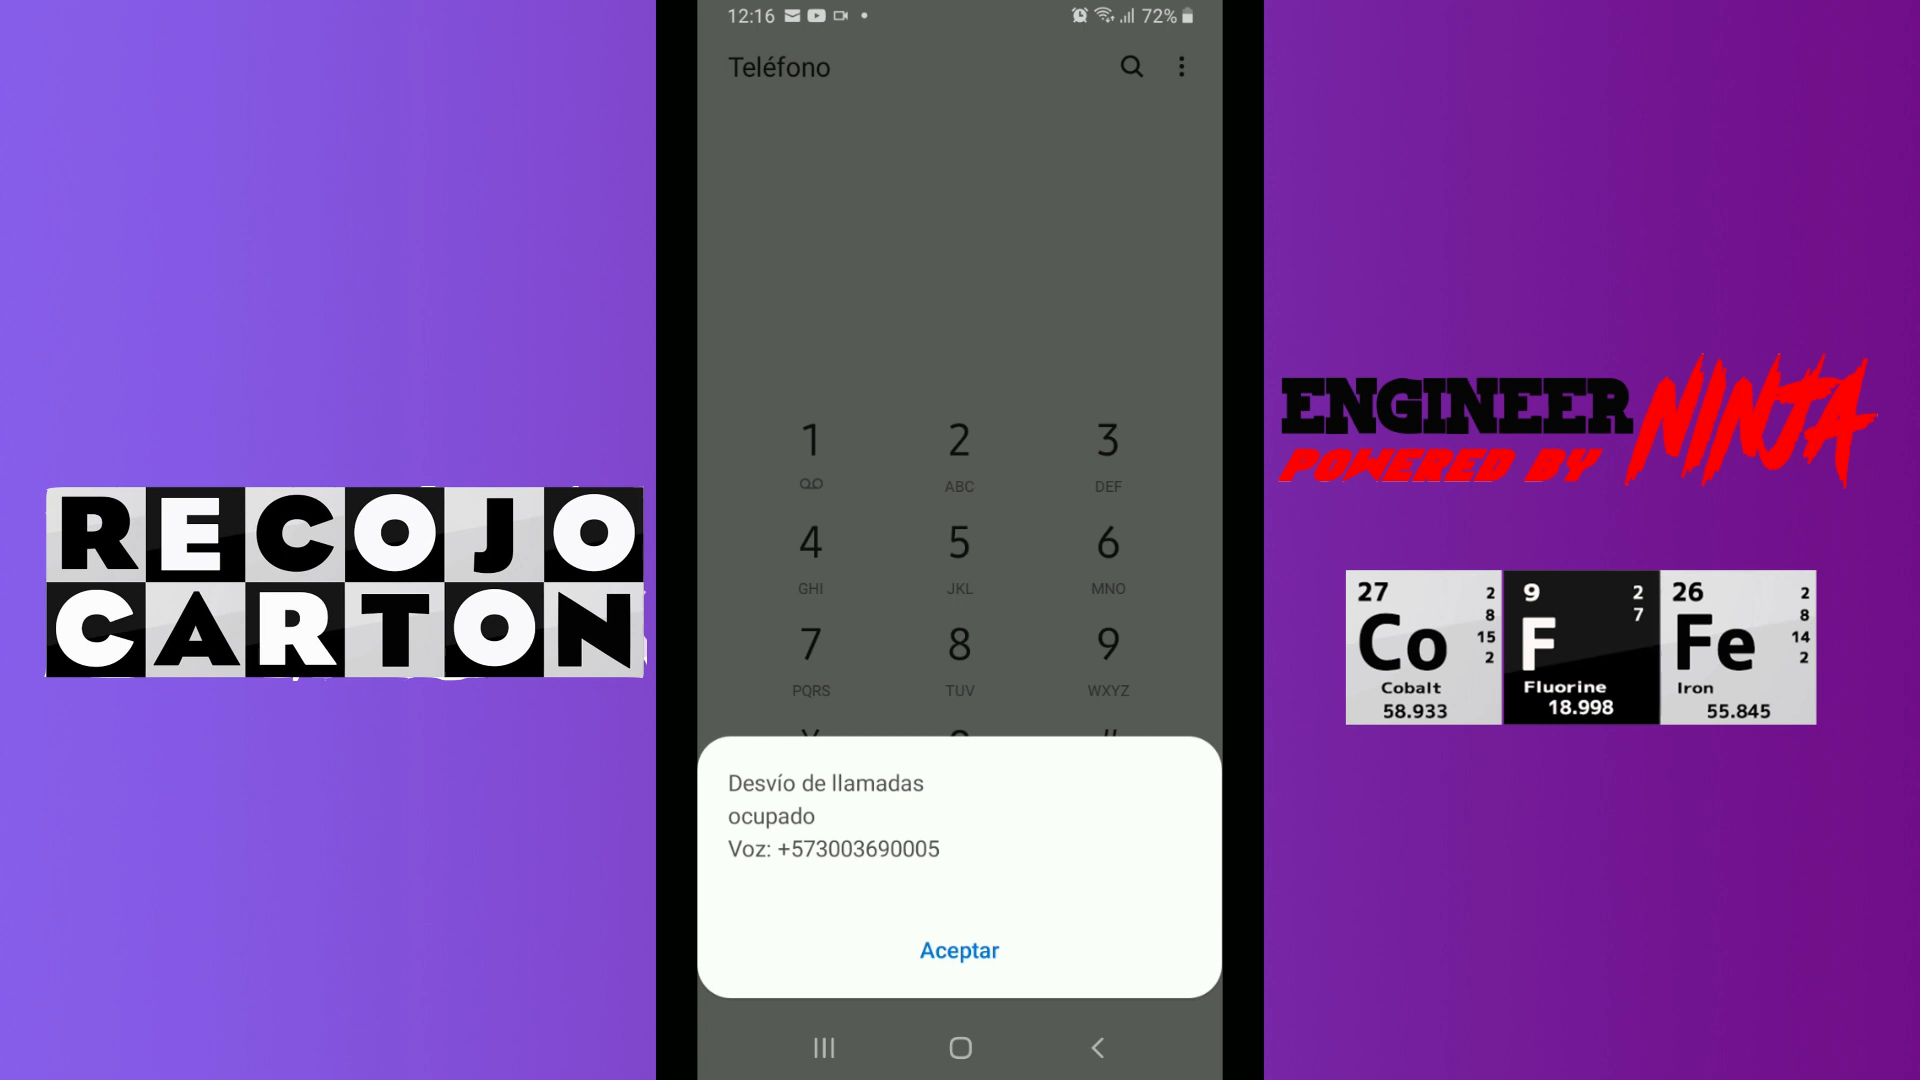 RECOJO
CARTON
12:16
72%
Teléfono
1 2 3
ABC DEF
4 5 6
GHI JKL MNO
7 8 9
PQRS TUV WXYZ
Desvío de llamadas
ocupado
Voz: +573003690005
Aceptar
ENGINEER NINJA
POWERED BY
27 2 8 15 2
Co
Cobalt
58.933
9 2 7
F
Fluorine
18.998
26 2 8 14 2
Fe
Iron
55.845